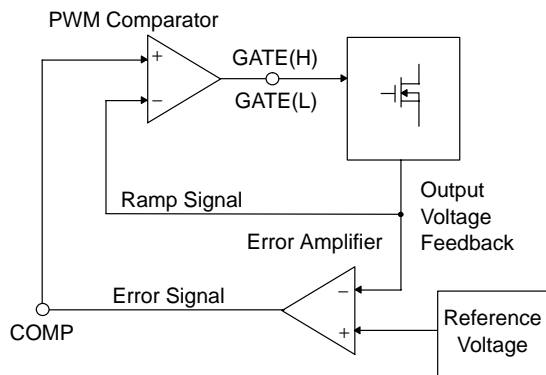 PWM Comparator
+
GATE(H)
−
GATE(L)
Ramp Signal
Output
Voltage
Feedback
Error Amplifier
−
Error Signal
+
Reference
Voltage
COMP